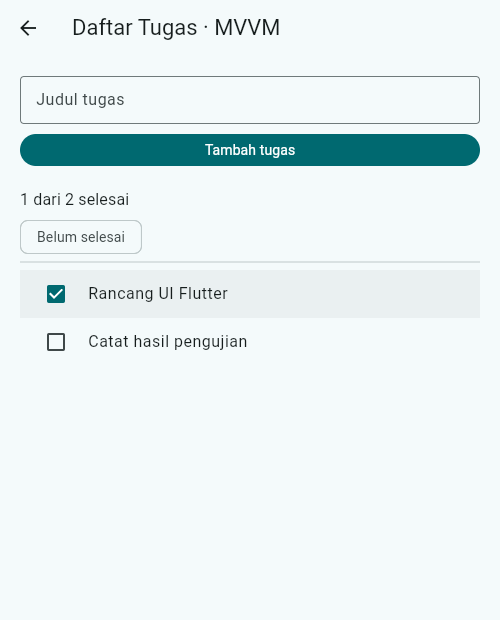 Daftar Tugas · MVVM
Judul tugas
Tambah tugas
1 dari 2 selesai
Belum selesai
Rancang UI Flutter
Catat hasil pengujian